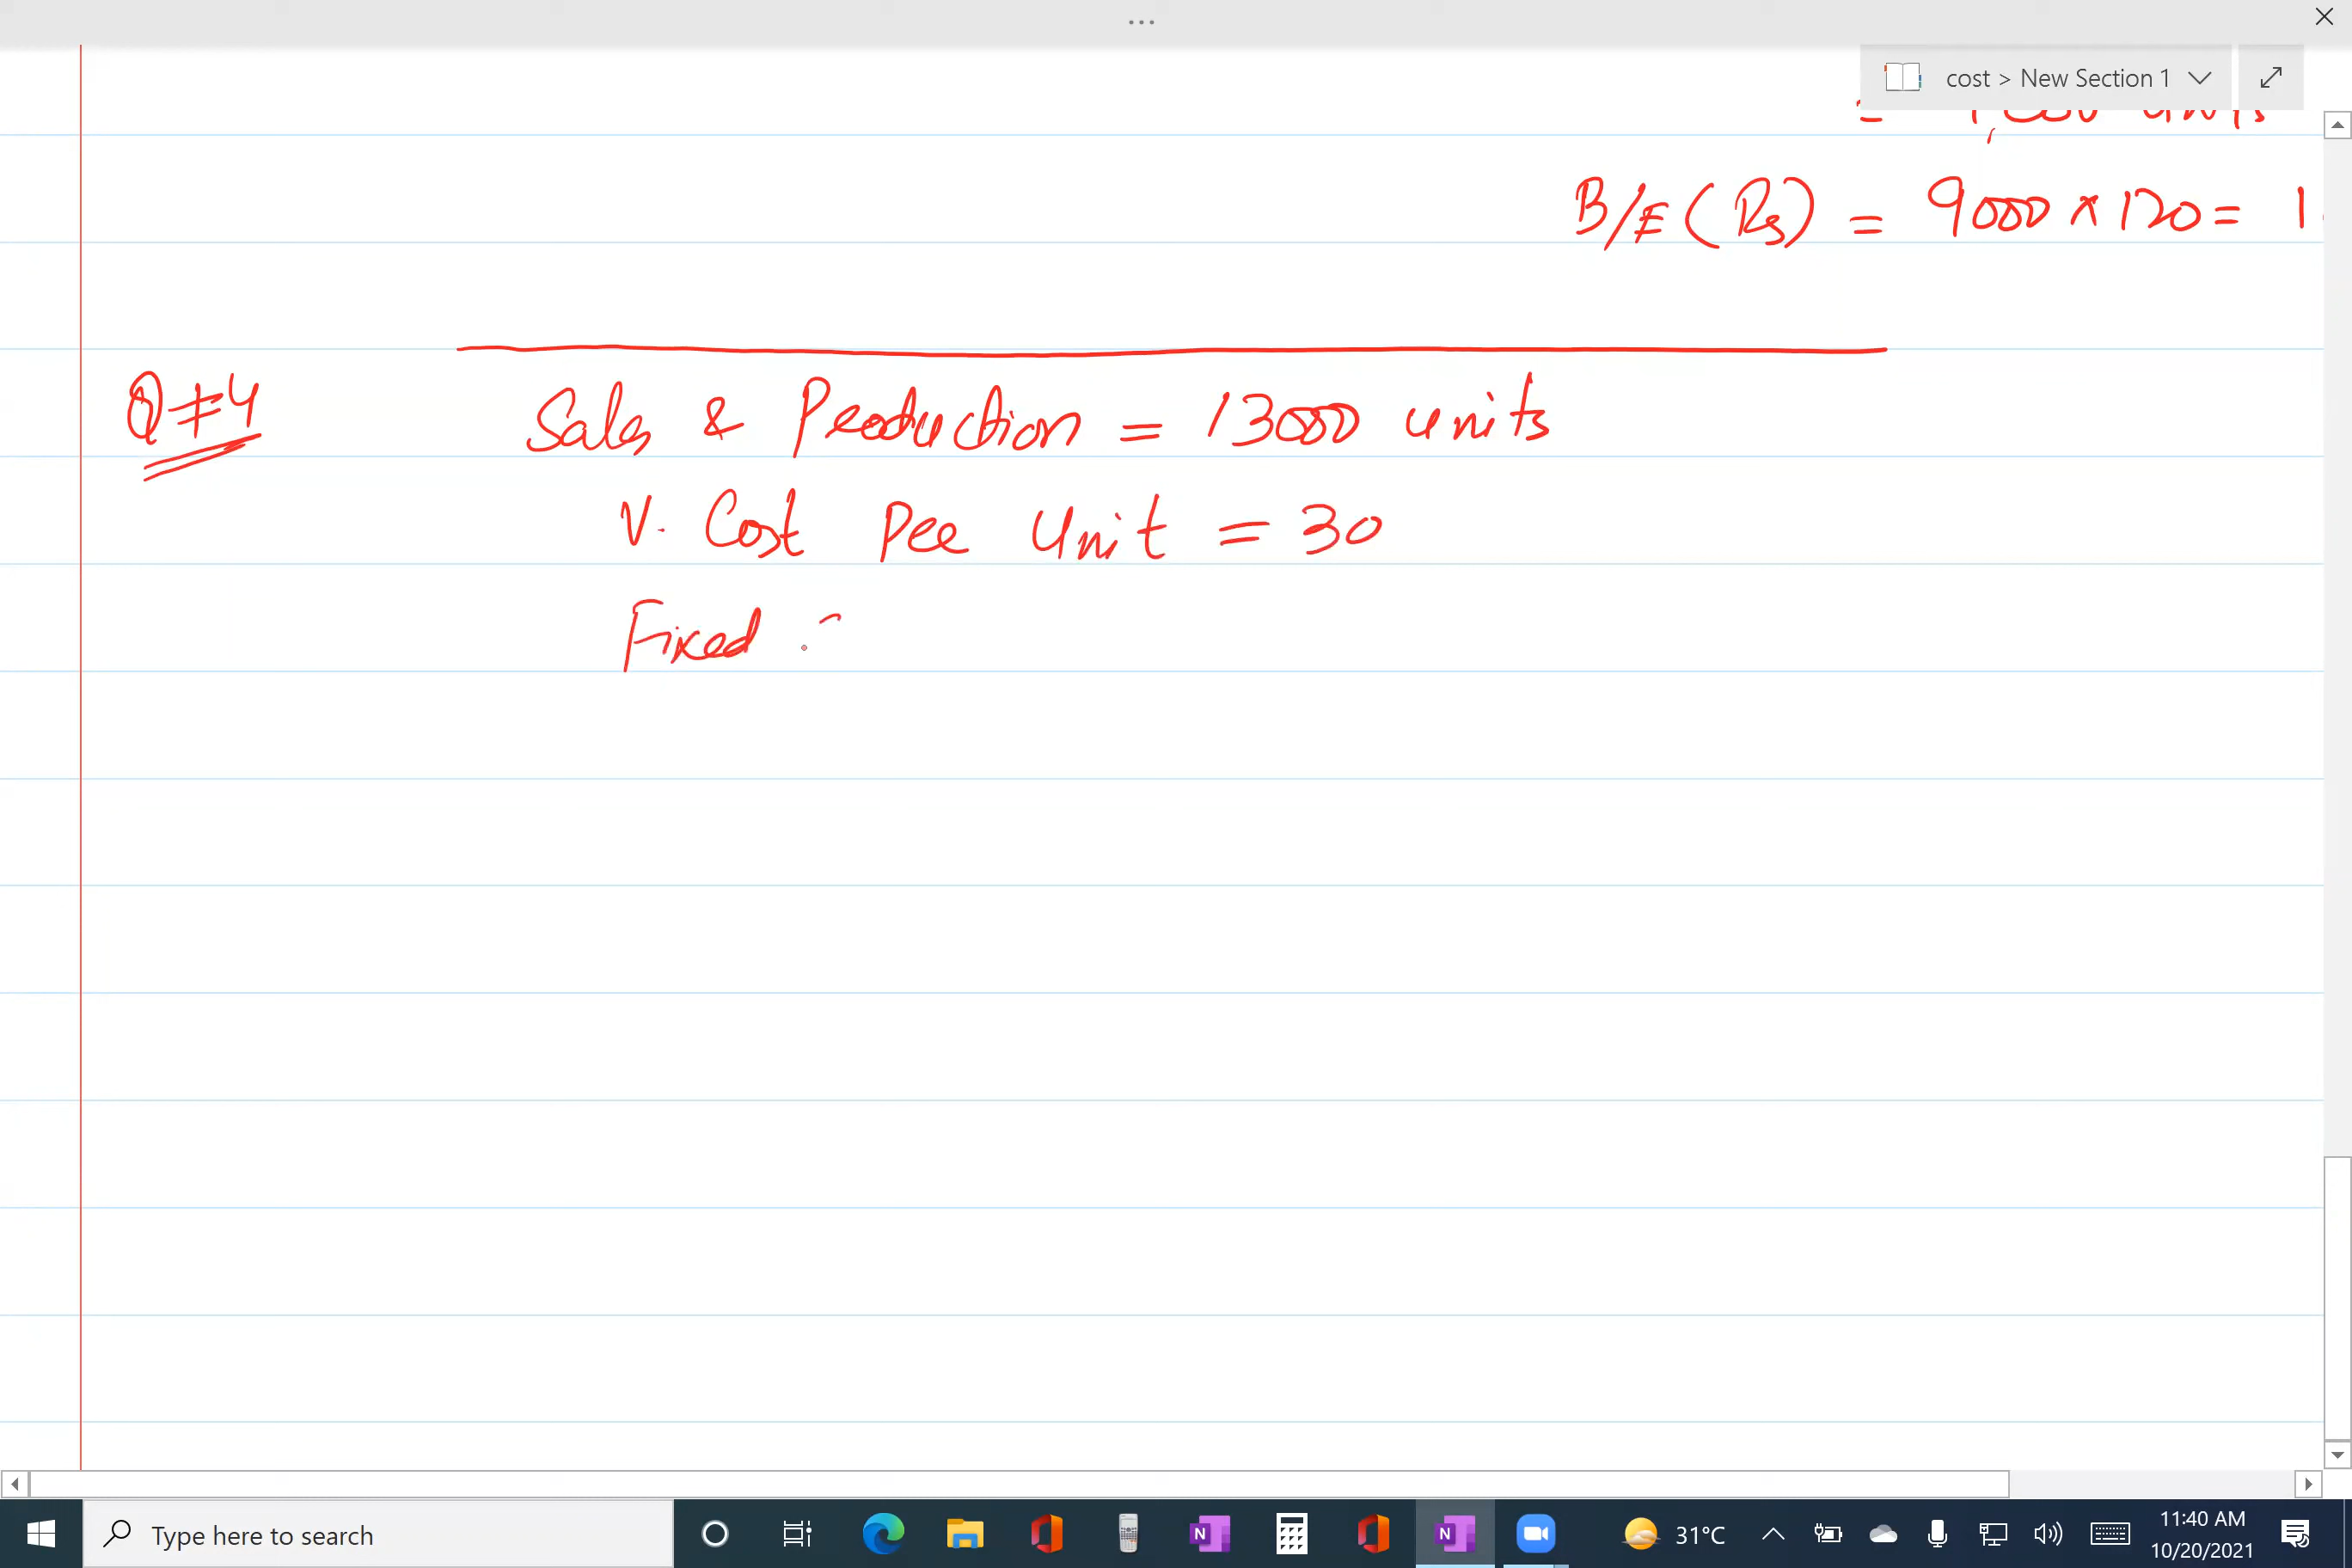 cost > New Section 1
B/E (Rs) = 9000 x 120 = 1
Q#4
Sales & Production = 13000 units
V. Cost Per Unit = 30
Fixed :
Type here to search
31°C
11:40 AM
10/20/2021